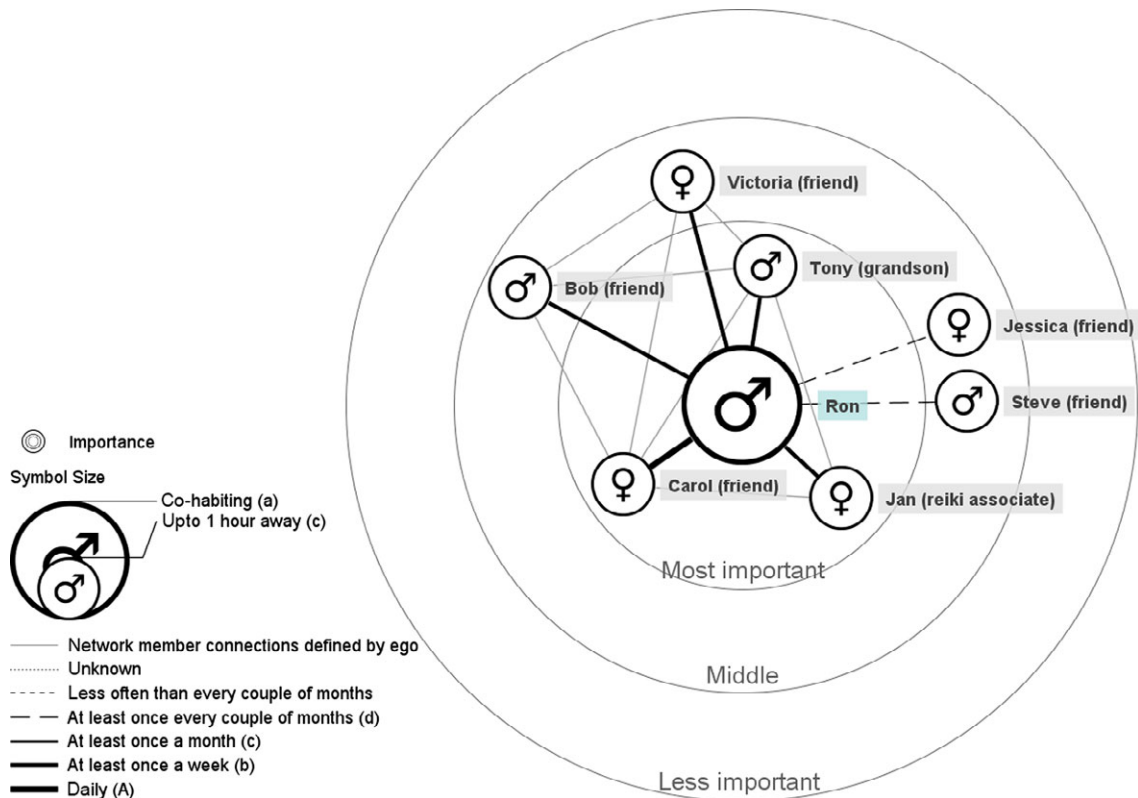 Victoria (friend)
Bob (friend)
Tony (grandson)
Jessica (friend)
Ron
Steve (friend)
Carol (friend)
Jan (reiki associate)
Most important
Middle
Less important
Importance
Symbol Size
Co-habiting (a)
Upto 1 hour away (c)
Network member connections defined by ego
Unknown
Less often than every couple of months
At least once every couple of months (d)
At least once a month (c)
At least once a week (b)
Daily (A)